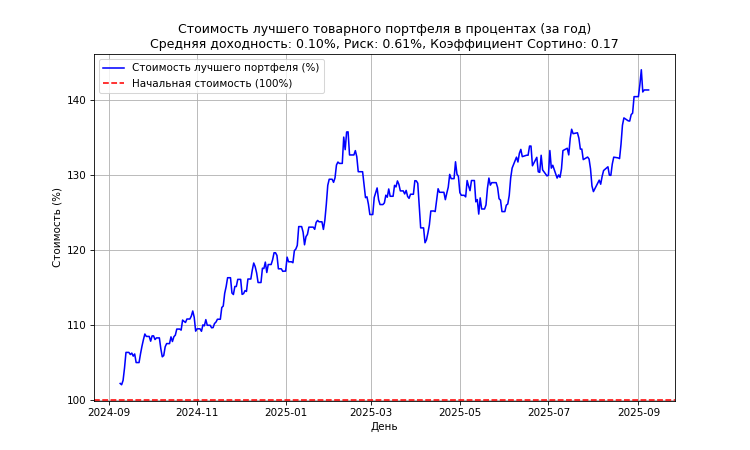 Стоимость лучшего товарного портфеля в процентах (за год)
Средняя доходность: 0.10%, Риск: 0.61%, Коэффициент Сортино: 0.17
Стоимость лучшего портфеля (%)
Начальная стоимость (100%)
Стоимость (%)
140
130
120
110
100
2024-09 2024-11 2025-01 2025-03 2025-05 2025-07 2025-09
День